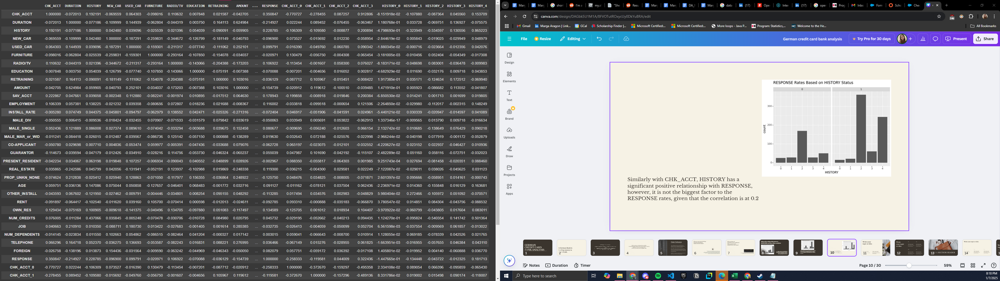 CHK_ACCT DURATION HISTORY NEW_CAR USED_CAR FURNITURE RADIO/TV EDUCATION RETRAINING AMOUNT ... RESPONSE CHK_ACCT_0 CHK_ACCT_1 CHK_ACCT_2 CHK_ACCT_3 HISTORY_0 HISTORY_1 HISTORY_2 HISTORY_3 HISTORY_4
CHK_ACCT 1.000000 -0.072013 0.192191 -0.069559 0.064303 -0.098016 0.110632 0.007848 0.021587 -0.042705 ... 0.350847 -0.770727 -0.278455 0.087257 0.912806 -8.151918e-02 -0.107880 -0.087364 0.045560 0.153709
DURATION -0.072013 1.000000 -0.077186 -0.109999 0.144939 -0.062804 -0.044319 0.003750 0.164113 0.624984 ... -0.214927 0.022244 0.089452 -0.076455 -0.063467 1.180768e-01 0.033728 -0.069751 0.136927 -0.075575
HISTORY 0.192191 -0.077186 1.000000 0.042480 0.039096 -0.025539 0.021396 0.054039 -0.090091 -0.059905 ... 0.228785 -0.106309 -0.109580 -0.008877 0.200894 -4.798693e-01 -0.323949 -0.534597 0.130556 0.865223
NEW_CAR -0.069559 -0.109999 0.042480 1.000000 -0.187291 -0.259831 -0.344672 -0.126799 -0.181149 -0.040793 ... -0.096900 0.073527 -0.015692 0.012230 -0.058954 -2.844619e-02 0.005843 -0.019025 -0.029949 0.048979
USED_CAR 0.064303 0.144939 0.039096 -0.187291 1.000000 -0.159301 -0.211317 -0.077740 -0.111062 0.252101 ... 0.099791 -0.016390 -0.049760 -0.060785 0.090342 -1.880345e-02 -0.000716 -0.023664 -0.012356 0.042076
FURNITURE -0.098016 -0.062804 -0.025539 -0.259831 -0.159301 1.000000 -0.293164 -0.107850 -0.154078 -0.034037 ... -0.020971 0.130479 -0.056750 -0.004308 -0.065454 -3.181005e-03 -0.010456 0.052404 -0.054349 -0.017308
RADIO/TV 0.110632 -0.044319 0.021396 -0.344672 -0.211317 -0.293164 1.000000 -0.143066 -0.204388 -0.173203 ... 0.106922 -0.113454 -0.001607 0.058300 0.076027 -8.183171e-02 -0.048698 0.083001 -0.036478 -0.009983
EDUCATION 0.007848 0.003750 0.054039 -0.126799 -0.077740 -0.107850 -0.143066 1.000000 -0.075191 -0.007388 ... -0.070088 -0.007201 -0.004656 0.016052 0.002817 -4.682929e-02 0.011690 -0.032176 0.009718 0.043853
RETRAINING 0.021587 0.164113 -0.090091 -0.181149 -0.111062 -0.154078 -0.204388 -0.075191 1.000000 0.103016 ... -0.036129 -0.087712 0.105967 -0.015451 -0.008422 1.917385e-01 0.035171 -0.124634 0.172512 -0.069940
AMOUNT -0.042705 0.624984 -0.059905 -0.040793 0.252101 -0.034037 -0.173203 -0.007388 0.103016 1.000000 ... -0.154739 -0.020912 0.119612 -0.100510 -0.039485 1.471910e-01 0.005923 -0.086682 0.113552 -0.041807
SAV_ACCT 0.222867 0.047661 0.039058 -0.002348 0.112880 -0.082241 -0.001974 0.010895 -0.017512 0.064630 ... 0.178943 -0.199858 -0.008918 -0.019846 0.200384 -6.850530e-02 0.014241 0.001713 0.001699 0.019805
EMPLOYMENT 0.106339 0.057381 0.138225 -0.021232 0.039358 -0.080656 0.072807 0.018236 0.021688 -0.008367 ... 0.116002 -0.033818 -0.099518 -0.000654 0.121506 -2.264850e-02 -0.029980 -0.112017 -0.002315 0.148249
INSTALL_RATE -0.005280 0.074749 0.044375 -0.045801 -0.094797 -0.062979 0.138552 0.042471 -0.025326 -0.271316 ... -0.072404 0.046917 -0.051906 -0.041591 0.024961 -5.440121e-02 0.030339 -0.020947 -0.014597 0.041089
MALE_DIV -0.050555 0.006415 -0.009536 -0.018468 -0.032455 0.070907 -0.071533 -0.031579 0.079082 0.033619 ... -0.050063 0.033949 0.005691 0.053822 -0.062913 1.337346e-17 -0.009565 0.013790 0.009718 -0.016634
MALE_SINGLE 0.052436 0.121889 0.086008 0.027374 0.089610 -0.074042 -0.033294 -0.003688 0.039675 0.152458 ... 0.080677 -0.009695 -0.056240 -0.012603 0.066154 2.132742e-02 0.010685 -0.138649 0.076429 0.090218
MALE_MAR_or_WID -0.011241 -0.084418 -0.026015 -0.012487 -0.039567 -0.086736 0.125142 -0.057150 0.000888 -0.138289 ... 0.019630 -0.032643 0.072188 -0.025576 -0.022998 -2.966244e-02 -0.040198 0.077919 -0.001172 -0.052879
CO-APPLICANT -0.050780 0.029698 0.007710 0.004836 -0.053474 0.059977 -0.005391 -0.047436 -0.033688 0.079076 ... -0.062728 0.065197 -0.023075 -0.012101 -0.032552 -4.220627e-02 0.023152 0.022937 -0.046427 0.010936
GUARANTOR -0.114673 -0.039594 -0.047179 -0.012426 -0.034910 -0.028216 0.114756 -0.053730 -0.046324 -0.065237 ... 0.055039 0.047987 0.101690 -0.042192 -0.115107 -2.482289e-02 0.051160 0.058116 -0.072751 -0.032023
PRESENT_RESIDENT -0.042234 0.034067 0.063198 0.019848 0.107257 -0.006934 -0.090043 0.040552 -0.048899 0.028926 ... -0.002967 0.088350 -0.055817 -0.064303 0.001985 9.251743e-04 0.027694 -0.081458 -0.020351 0.088460
REAL_ESTATE 0.035865 -0.242586 0.045799 0.042056 -0.131941 -0.052191 0.123937 -0.102988 0.019869 -0.248338 ... 0.119300 -0.036215 -0.004300 0.029581 0.022249 -7.122087e-02 -0.029011 0.038026 -0.045625 0.031123
PROP_UNKN_NONE -0.074624 0.212838 -0.025412 0.025940 0.128863 -0.071050 -0.117977 0.156355 -0.036864 0.248922 ... -0.125750 0.048476 0.034825 -0.008005 -0.071871 2.601397e-02 0.095666 -0.058951 0.014161 -0.000743
AGE 0.059751 -0.036136 0.147086 0.075044 0.050858 -0.127657 -0.046401 0.068483 -0.001772 0.032716 ... 0.091127 -0.011162 -0.078121 0.037504 0.062462 -2.236971e-02 0.014360 -0.155848 0.016129 0.163681
OTHER_INSTALL -0.043593 0.067602 -0.121950 -0.027462 -0.009791 -0.004446 -0.034801 0.008254 0.095155 0.048292 ... -0.113285 0.017494 0.034576 0.002983 -0.048829 5.980404e-02 0.272466 -0.105972 0.051092 -0.070571
RENT -0.091897 -0.064417 -0.102540 -0.011620 0.039160 0.105700 -0.070414 0.000598 -0.012013 -0.024611 ... -0.092785 0.093310 -0.000888 -0.035183 -0.066870 3.780547e-02 0.014851 0.084304 -0.043756 -0.088532
OWN_RES 0.129434 -0.075169 0.100905 -0.009618 -0.141375 -0.040496 0.134705 -0.097880 0.051083 -0.117497 ... 0.134589 -0.125705 0.001012 0.018934 0.104407 -3.970922e-02 -0.060799 -0.043805 0.017604 0.083011
NUM_CREDITS 0.076005 -0.011284 0.437066 0.035845 -0.005248 -0.070478 -0.030706 -0.010728 0.084980 0.020795 ... 0.045732 -0.029195 -0.052662 -0.040213 0.094435 1.124270e-01 -0.095824 -0.540354 0.141742 0.501364
JOB 0.040663 0.210910 0.010350 -0.088711 0.180730 0.013422 -0.027683 -0.001405 0.001614 0.285385 ... -0.032735 -0.026413 -0.004059 -0.050099 0.052704 6.561598e-03 -0.037554 -0.009569 0.061857 -0.013022
NUM_DEPENDENTS -0.014145 -0.023834 0.011550 0.102663 0.054862 -0.086515 -0.082464 0.041204 -0.000327 0.017142 ... 0.003015 0.059041 -0.066643 -0.008700 0.010914 1.128055e-02 0.069185 -0.078339 0.042526 0.021765
TELEPHONE 0.066296 0.164718 0.052370 -0.036275 0.136693 -0.053587 -0.082243 0.016831 0.088221 0.276995 ... 0.036466 -0.067149 0.015276 -0.028955 0.061825 -1.663951e-03 -0.016955 -0.057655 0.046384 0.043110
FOREIGN -0.026758 -0.138196 0.013873 0.154436 -0.031564 -0.009590 -0.063242 -0.044969 -0.046343 -0.050050 ... 0.082079 0.057751 -0.059172 0.036392 -0.017108 1.405801e-02 -0.019952 0.004140 -0.060888 0.036770
RESPONSE 0.350847 -0.214927 0.228785 -0.096900 0.099791 -0.020971 0.106922 -0.070088 -0.036129 -0.154739 ... 1.000000 -0.258333 -0.119581 0.044009 0.322436 -1.447665e-01 -0.134448 -0.043722 -0.012325 0.181713
CHK_ACCT_0 -0.770727 0.022244 -0.106309 0.073527 -0.016390 0.130479 -0.113454 -0.007201 -0.087712 -0.020912 ... -0.258333 1.000000 -0.372670 -0.159297 -0.495358 2.334108e-02 0.089054 0.066396 -0.095859 -0.065430
CHK_ACCT_1 -0.278455 0.089452 -0.109580 -0.015692 -0.049760 -0.056750 -0.001607 -0.004656 0.105967 0.119612 ... -0.119581 -0.372670 1.000000 -0.157296 -0.489136 8.331786e-02 0.019002 0.015498 0.090174 -0.118007
canva.com/design/DAGbk5U1M1A/8FVOTutROxycUy0DkYuBRA/edit
246
Gmail Marga Aragon | Link... GCal Scholarship Finder |... Microsoft Certified:... Microsoft Certified:... More loops - Java P... Program: Statistics,... Welcome to the He... All Bookmarks
File Resize Editing German credit card bank analysis Try Pro for 30 days Present Share
Design
Elements
Text
Brand
Uploads
Draw
Projects
Apps
RESPONSE Rates Based on HISTORY Status
0 1
300
200
100
0
count
0 1 2 3 4 0 1 2 3 4
HISTORY
Similarly with CHK_ACCT, HISTORY has a
significant positive relationship with RESPONSE,
however, it is not the biggest factor to the
RESPONSE rates, given that the correlation is at 0.2
GERMAN
CREDIT CARD
BANK ANALYSIS
1 2 3 4 5 6 7 8 9 10 11 12 13 14
Notes Duration Timer Page 10 / 30 59%
Type here to search
8:18 PM
1/7/2025